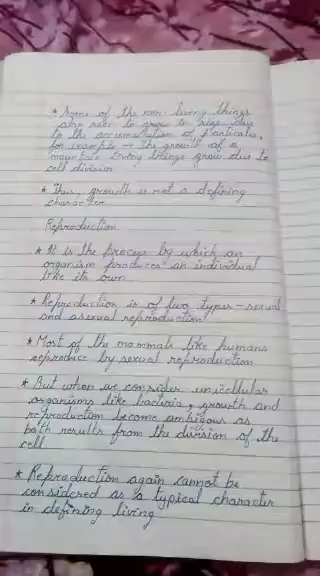 * Some of the non-living things
also seem to grow in size due
to the accumulation of particules,
for example → The growth of a
mountain living beings grow due to
cell division
* Thus, growth is not a defining
character
Reproduction
* It is the process by which an
organism produces an individual
like its own
* Reproduction is of two types - sexual
and asexual reproduction
* Most of the mammals like humans
reproduce by sexual reproduction
* But when we consider unicellular
organisms like bacteria, growth and
reproduction become ambigous as
both results from the division of the
cell.
* Reproduction again cannot be
considered as a typical character
in defining living